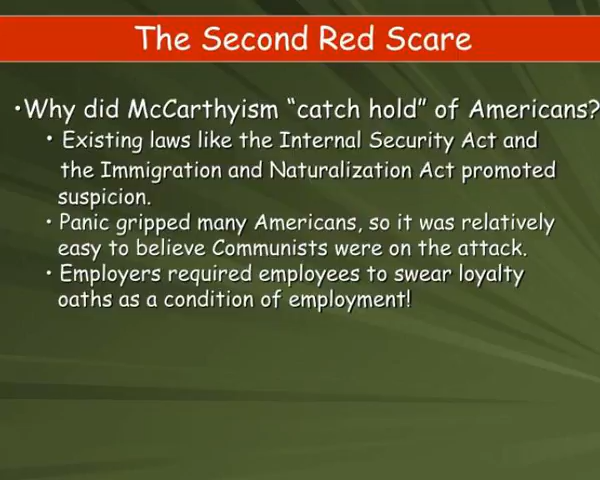 The Second Red Scare
•Why did McCarthyism “catch hold” of Americans?
• Existing laws like the Internal Security Act and
the Immigration and Naturalization Act promoted
suspicion.
• Panic gripped many Americans, so it was relatively
easy to believe Communists were on the attack.
• Employers required employees to swear loyalty
oaths as a condition of employment!